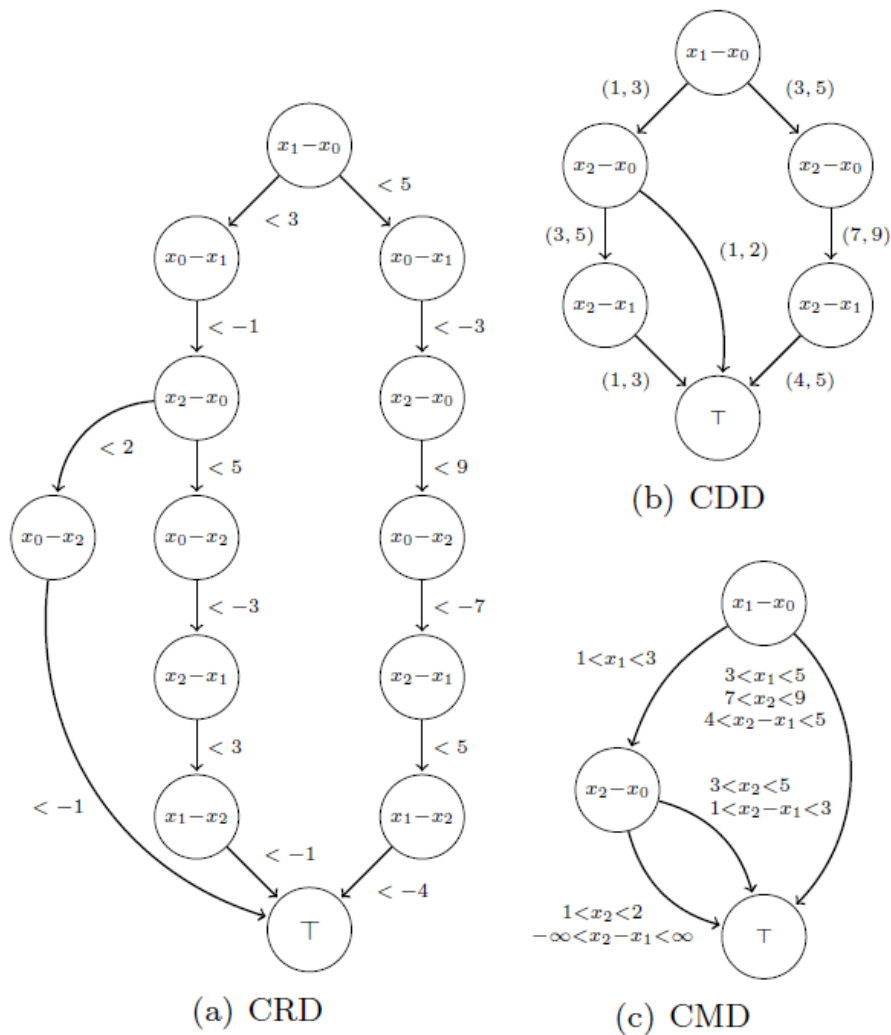 x₁−x₀
< 3
< 5
x₀−x₁
x₀−x₁
< −1
< −3
x₂−x₀
x₂−x₀
< 2
< 5
< 9
x₀−x₂
x₀−x₂
x₀−x₂
< −3
< −7
x₂−x₁
x₂−x₁
< 3
< 5
< −1
x₁−x₂
x₁−x₂
< −1
< −4
⊤
(a) CRD
x₁−x₀
(1, 3)
(3, 5)
x₂−x₀
x₂−x₀
(3, 5)
(1, 2)
(7, 9)
x₂−x₁
x₂−x₁
(1, 3)
(4, 5)
⊤
(b) CDD
x₁−x₀
1<x₁<3
3<x₁<5
7<x₂<9
4<x₂−x₁<5
x₂−x₀
3<x₂<5
1<x₂−x₁<3
1<x₂<2
−∞<x₂−x₁<∞
⊤
(c) CMD